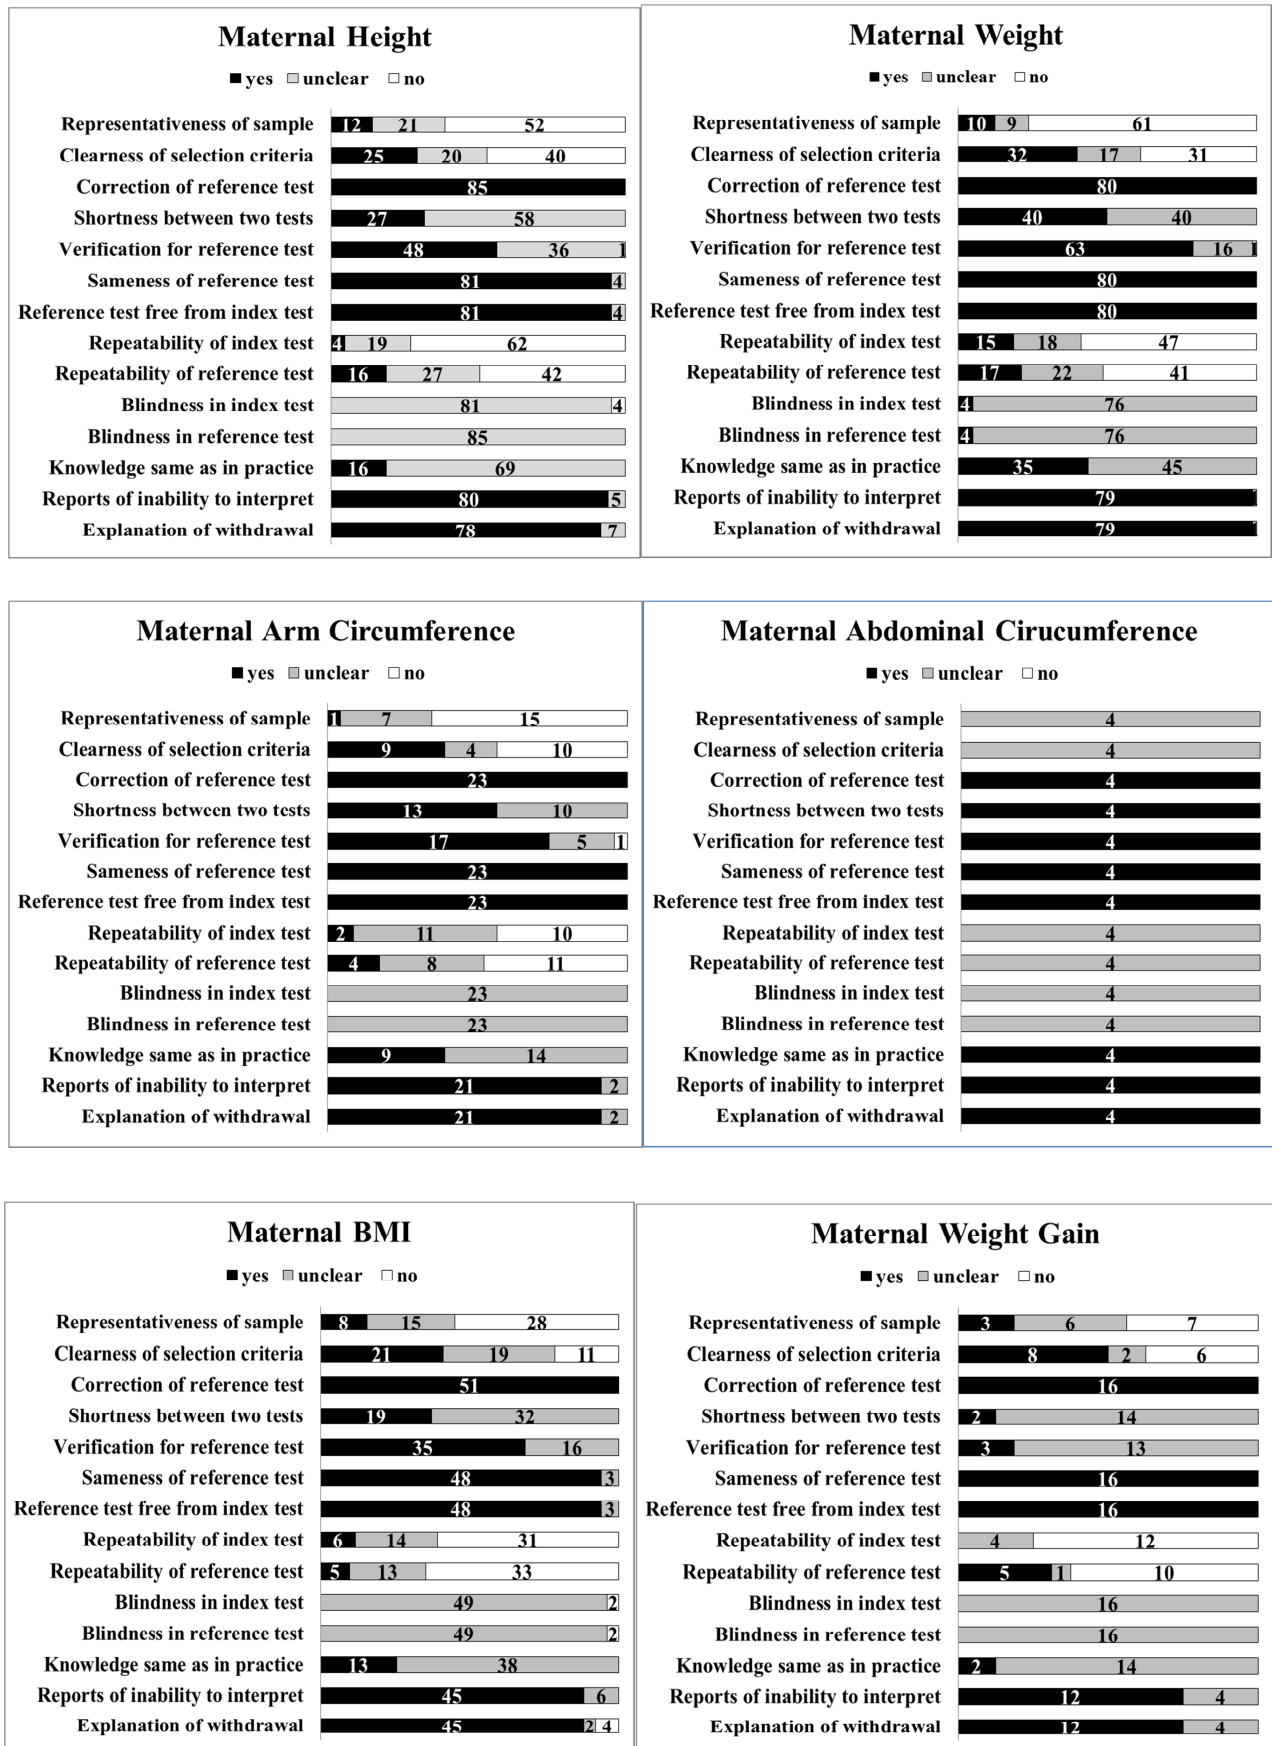 Maternal Height
yes unclear no
Representativeness of sample 12 21 52
Clearness of selection criteria 25 20 40
Correction of reference test 85
Shortness between two tests 27 58
Verification for reference test 48 36 1
Sameness of reference test 81 4
Reference test free from index test 81 4
Repeatability of index test 4 19 62
Repeatability of reference test 16 27 42
Blindness in index test 81 4
Blindness in reference test 85
Knowledge same as in practice 16 69
Reports of inability to interpret 80 5
Explanation of withdrawal 78 7
Maternal Weight
yes unclear no
Representativeness of sample 10 9 61
Clearness of selection criteria 32 17 31
Correction of reference test 80
Shortness between two tests 40 40
Verification for reference test 63 16 1
Sameness of reference test 80
Reference test free from index test 80
Repeatability of index test 15 18 47
Repeatability of reference test 17 22 41
Blindness in index test 4 76
Blindness in reference test 4 76
Knowledge same as in practice 35 45
Reports of inability to interpret 79
Explanation of withdrawal 79
Maternal Arm Circumference
yes unclear no
Representativeness of sample 1 7 15
Clearness of selection criteria 9 4 10
Correction of reference test 23
Shortness between two tests 13 10
Verification for reference test 17 5 1
Sameness of reference test 23
Reference test free from index test 23
Repeatability of index test 2 11 10
Repeatability of reference test 4 8 11
Blindness in index test 23
Blindness in reference test 23
Knowledge same as in practice 9 14
Reports of inability to interpret 21 2
Explanation of withdrawal 21 2
Maternal Abdominal Cirucumference
yes unclear no
Representativeness of sample 4
Clearness of selection criteria 4
Correction of reference test 4
Shortness between two tests 4
Verification for reference test 4
Sameness of reference test 4
Reference test free from index test 4
Repeatability of index test 4
Repeatability of reference test 4
Blindness in index test 4
Blindness in reference test 4
Knowledge same as in practice 4
Reports of inability to interpret 4
Explanation of withdrawal 4
Maternal BMI
yes unclear no
Representativeness of sample 8 15 28
Clearness of selection criteria 21 19 11
Correction of reference test 51
Shortness between two tests 19 32
Verification for reference test 35 16
Sameness of reference test 48 3
Reference test free from index test 48 3
Repeatability of index test 6 14 31
Repeatability of reference test 5 13 33
Blindness in index test 49 2
Blindness in reference test 49 2
Knowledge same as in practice 13 38
Reports of inability to interpret 45 6
Explanation of withdrawal 45 2 4
Maternal Weight Gain
yes unclear no
Representativeness of sample 3 6 7
Clearness of selection criteria 8 2 6
Correction of reference test 16
Shortness between two tests 2 14
Verification for reference test 3 13
Sameness of reference test 16
Reference test free from index test 16
Repeatability of index test 4 12
Repeatability of reference test 5 1 10
Blindness in index test 16
Blindness in reference test 16
Knowledge same as in practice 2 14
Reports of inability to interpret 12 4
Explanation of withdrawal 12 4